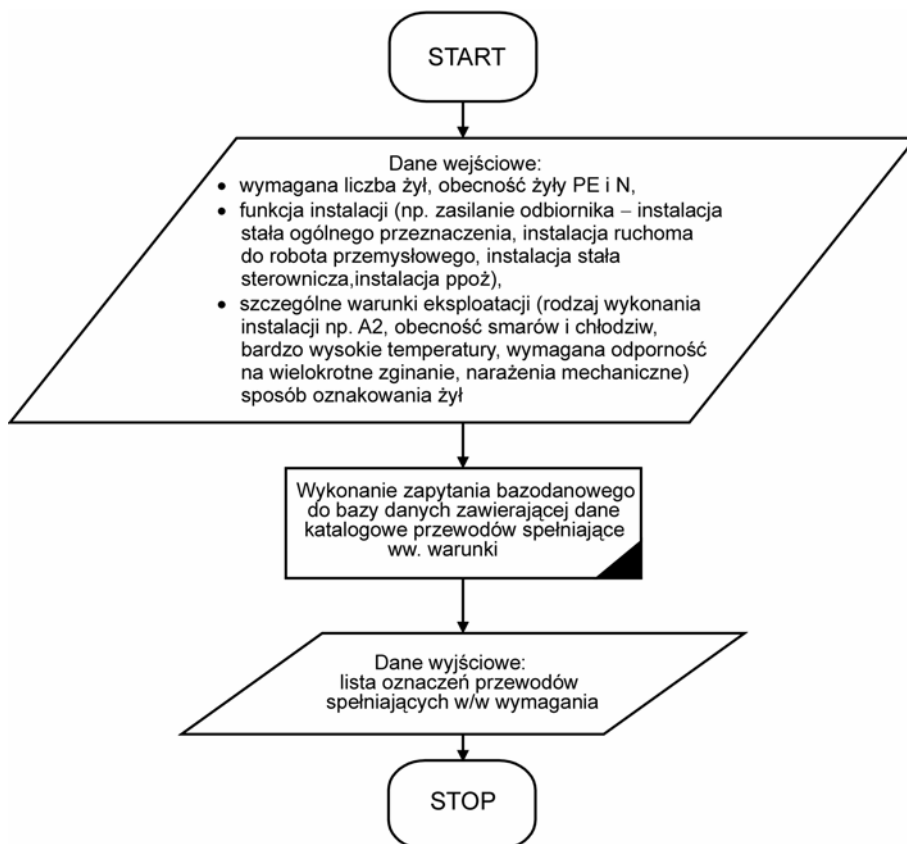 START
Dane wejściowe:
• wymagana liczba żył, obecność żyły PE i N,
• funkcja instalacji (np. zasilanie odbiornika – instalacja
stała ogólnego przeznaczenia, instalacja ruchoma
do robota przemysłowego, instalacja stała
sterownicza,instalacja ppoż),
• szczególne warunki eksploatacji (rodzaj wykonania
instalacji np. A2, obecność smarów i chłodziw,
bardzo wysokie temperatury, wymagana odporność
na wielokrotne zginanie, narażenia mechaniczne)
sposób oznakowania żył
Wykonanie zapytania bazodanowego
do bazy danych zawierającej dane
katalogowe przewodów spełniające
ww. warunki
Dane wyjściowe:
lista oznaczeń przewodów
spełniających w/w wymagania
STOP